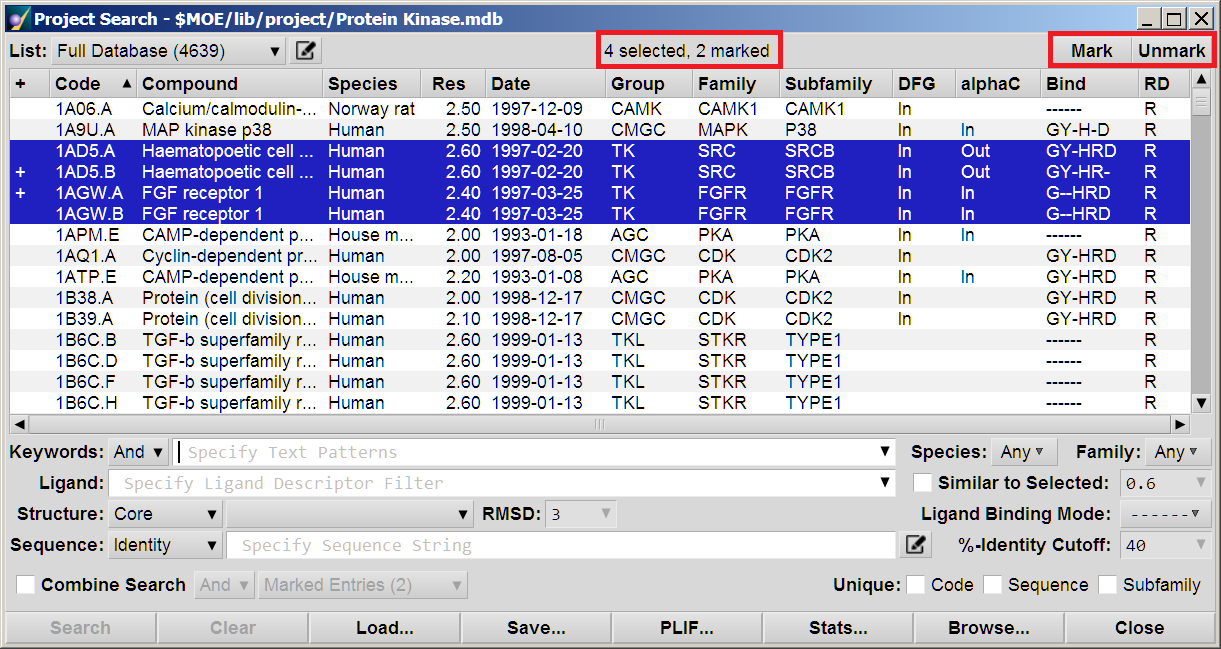 Project Search - $MOE/lib/project/Protein Kinase.mdb
List: Full Database (4639) 4 selected, 2 marked Mark Unmark
+ Code Compound Species Res Date Group Family Subfamily DFG alphaC Bind RD
1A06.A Calcium/calmodulin-... Norway rat 2.50 1997-12-09 CAMK CAMK1 CAMK1 In ------ R
1A9U.A MAP kinase p38 Human 2.50 1998-04-10 CMGC MAPK P38 In In GY-H-D R
1AD5.A Haematopoetic cell ... Human 2.60 1997-02-20 TK SRC SRCB In Out GY-HRD R
+ 1AD5.B Haematopoetic cell ... Human 2.60 1997-02-20 TK SRC SRCB In Out GY-HR- R
+ 1AGW.A FGF receptor 1 Human 2.40 1997-03-25 TK FGFR FGFR In In G--HRD R
1AGW.B FGF receptor 1 Human 2.40 1997-03-25 TK FGFR FGFR In In G--HRD R
1APM.E CAMP-dependent p... House m... 2.00 1993-01-18 AGC PKA PKA In In ------ R
1AQ1.A Cyclin-dependent pr... Human 2.00 1997-08-05 CMGC CDK CDK2 In GY-HRD R
1ATP.E CAMP-dependent p... House m... 2.20 1993-01-08 AGC PKA PKA In In GY-HRD R
1B38.A Protein (cell division... Human 2.00 1998-12-17 CMGC CDK CDK2 In GY-HRD R
1B39.A Protein (cell division... Human 2.10 1998-12-17 CMGC CDK CDK2 In GY-HRD R
1B6C.B TGF-b superfamily r... Human 2.60 1999-01-13 TKL STKR TYPE1 ------ R
1B6C.D TGF-b superfamily r... Human 2.60 1999-01-13 TKL STKR TYPE1 ------ R
1B6C.F TGF-b superfamily r... Human 2.60 1999-01-13 TKL STKR TYPE1 ------ R
1B6C.H TGF-b superfamily r... Human 2.60 1999-01-13 TKL STKR TYPE1 ------ R
Keywords: And Specify Text Patterns Species: Any Family: Any
Ligand: Specify Ligand Descriptor Filter Similar to Selected: 0.6
Structure: Core RMSD: 3 Ligand Binding Mode: ------
Sequence: Identity Specify Sequence String %-Identity Cutoff: 40
Combine Search And Marked Entries (2) Unique: Code Sequence Subfamily
Search Clear Load... Save... PLIF... Stats... Browse... Close